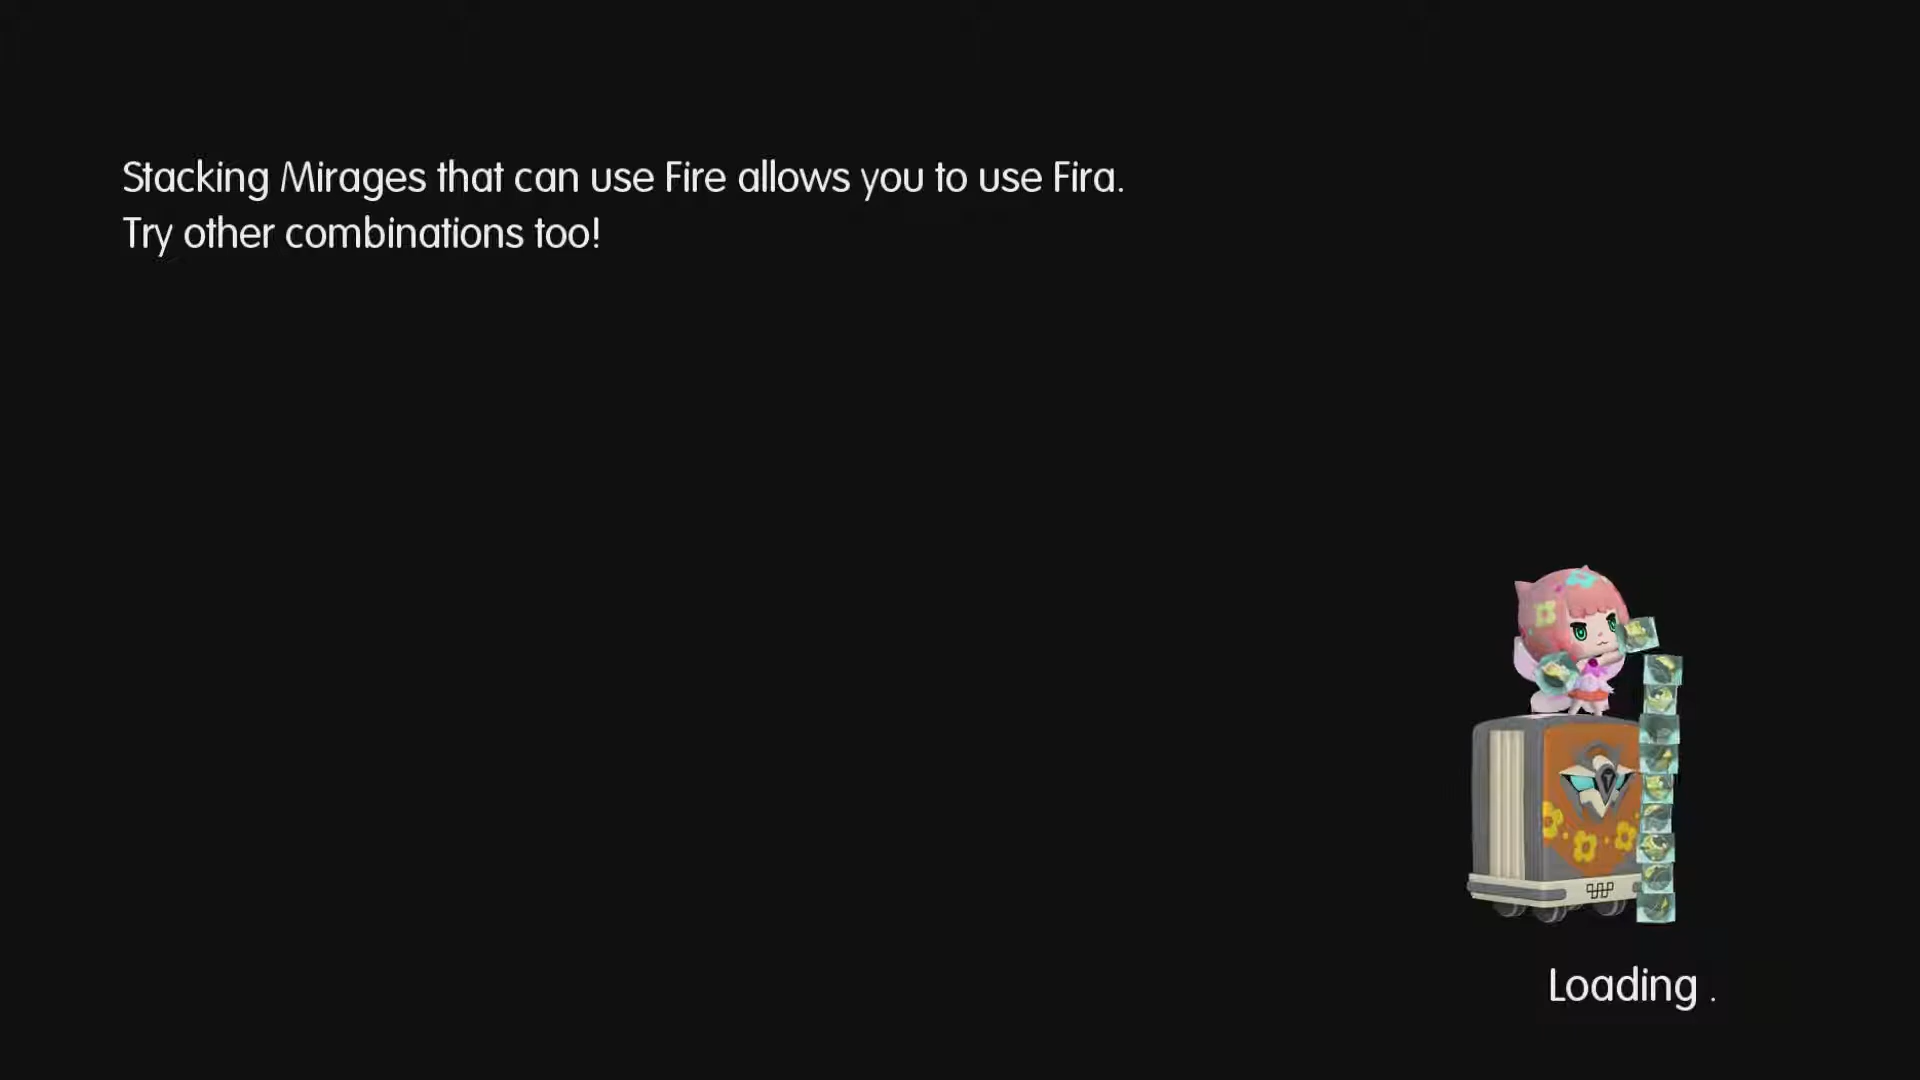 Stacking Mirages that can use Fire allows you to use Fira.
Try other combinations too!
Loading .